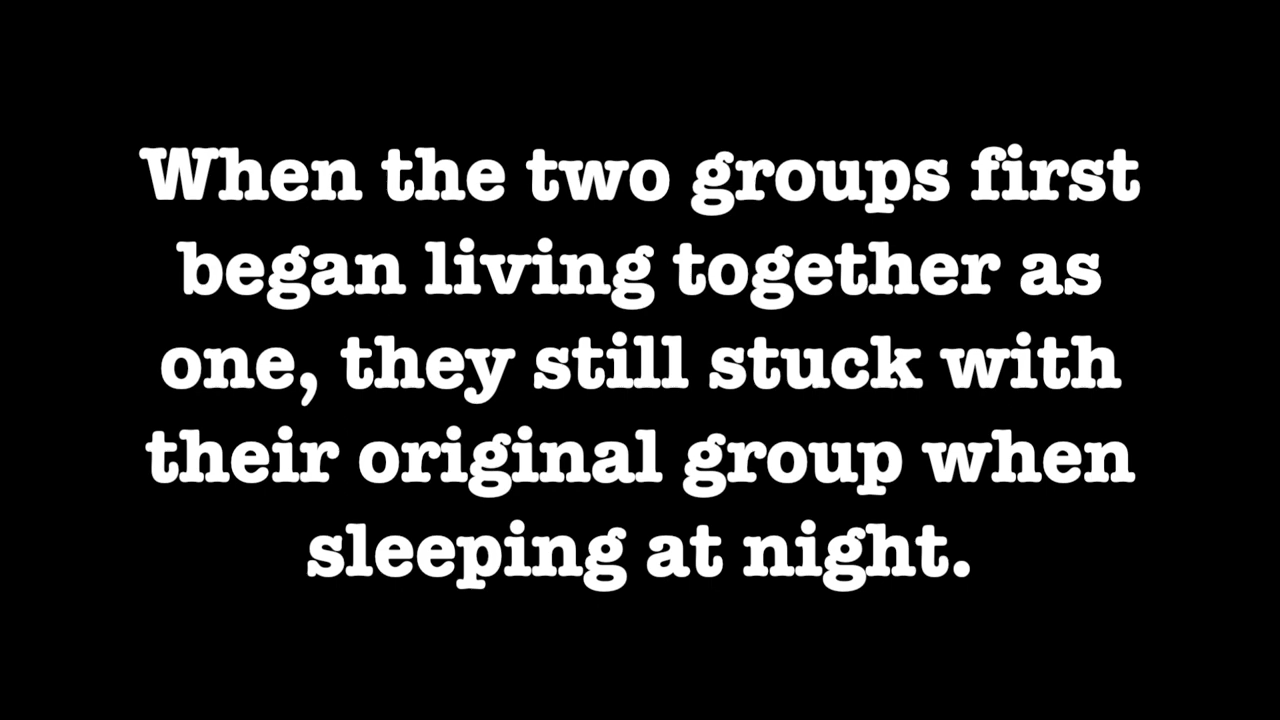 When the two groups first
began living together as
one, they still stuck with
their original group when
sleeping at night.